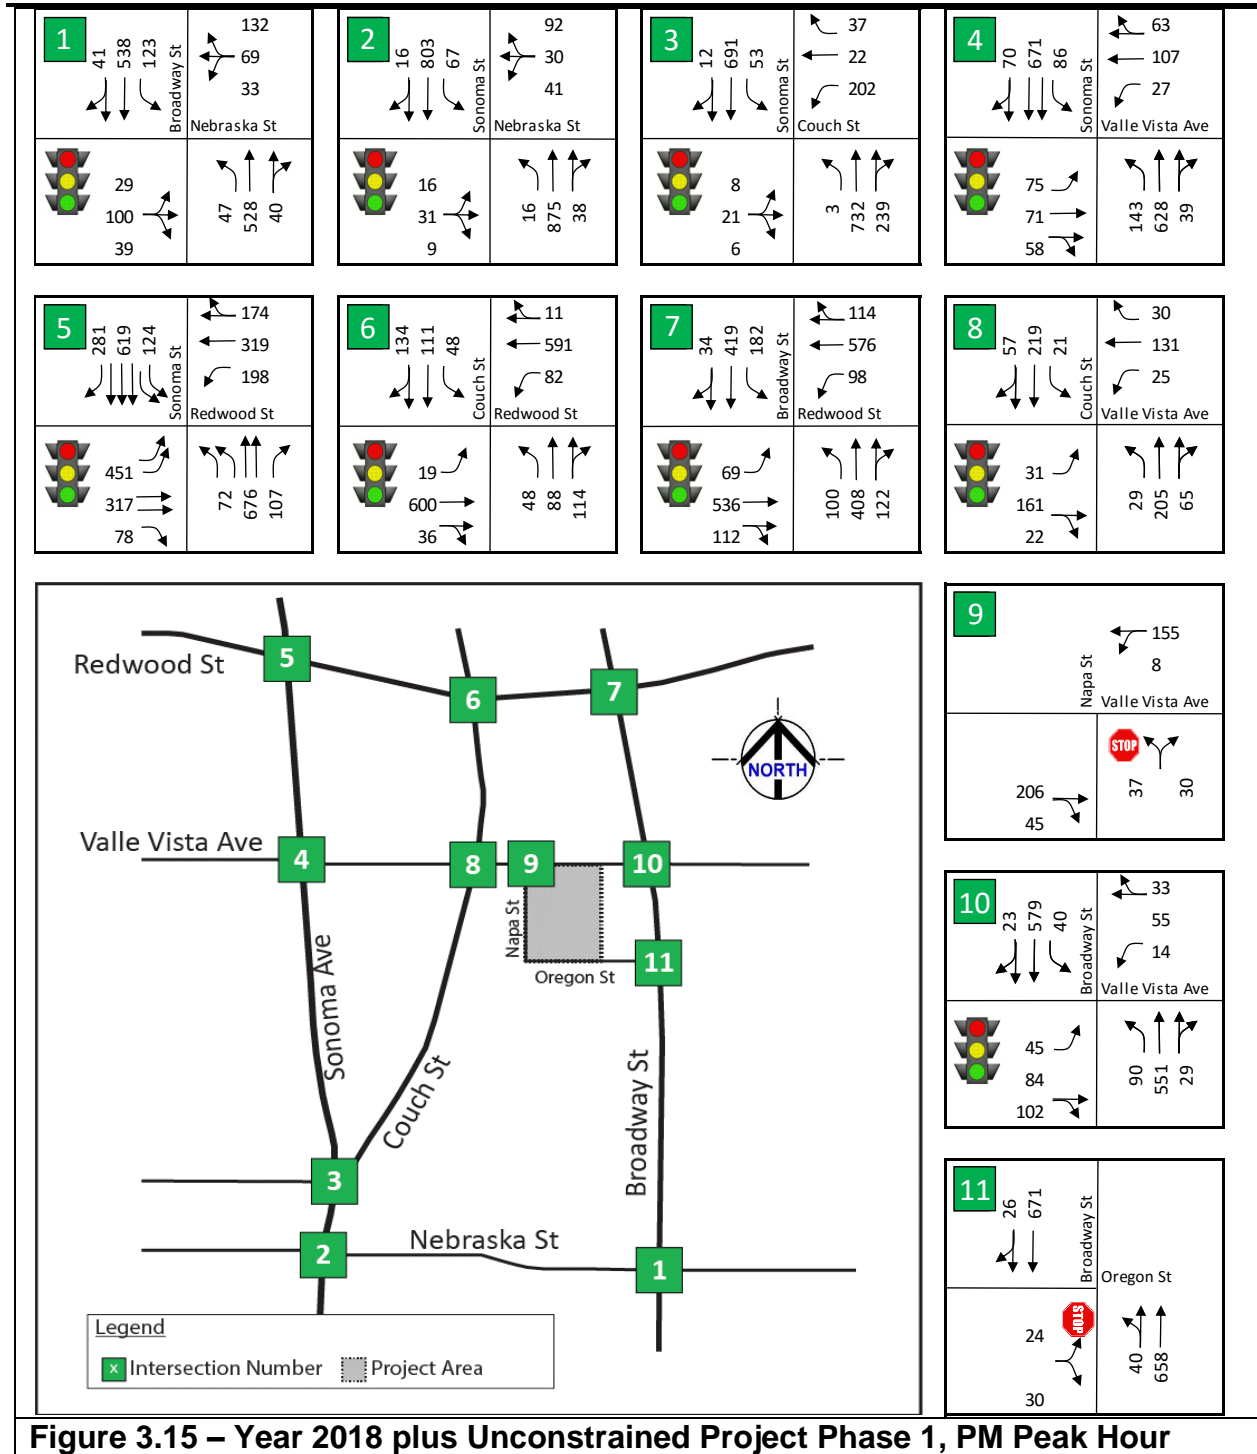 1
41 538 123
Broadway St
132
69
33
Nebraska St
29
100
39
47 528 40
2
16 803 67
Sonoma St
92
30
41
Nebraska St
16
31
9
16 875 38
3
12 691 53
Sonoma St
37
22
202
Couch St
8
21
6
3 732 239
4
70 671 86
Sonoma St
63
107
27
Valle Vista Ave
75
71
58
143 628 39
5
281 619 124
Sonoma St
174
319
198
Redwood St
451
317
78
72 676 107
6
134 111 48
Couch St
11
591
82
Redwood St
19
600
36
48 88 114
7
34 419 182
Broadway St
114
576
98
Redwood St
69
536
112
100 408 122
8
57 219 21
Couch St
30
131
25
Valle Vista Ave
31
161
22
29 205 65
9
Napa St
155
8
Valle Vista Ave
STOP
206
45
37 30
10
23 579 40
Broadway St
33
55
14
Valle Vista Ave
45
84
102
90 551 29
11
26 671
Broadway St
Oregon St
STOP
24
30
40 658
Redwood St
5
6
7
NORTH
Valle Vista Ave
4
8
9
10
Napa St
Oregon St
11
Sonoma Ave
Couch St
Broadway St
3
2
Nebraska St
1
Legend
x Intersection Number
Project Area
Figure 3.15 – Year 2018 plus Unconstrained Project Phase 1, PM Peak Hour